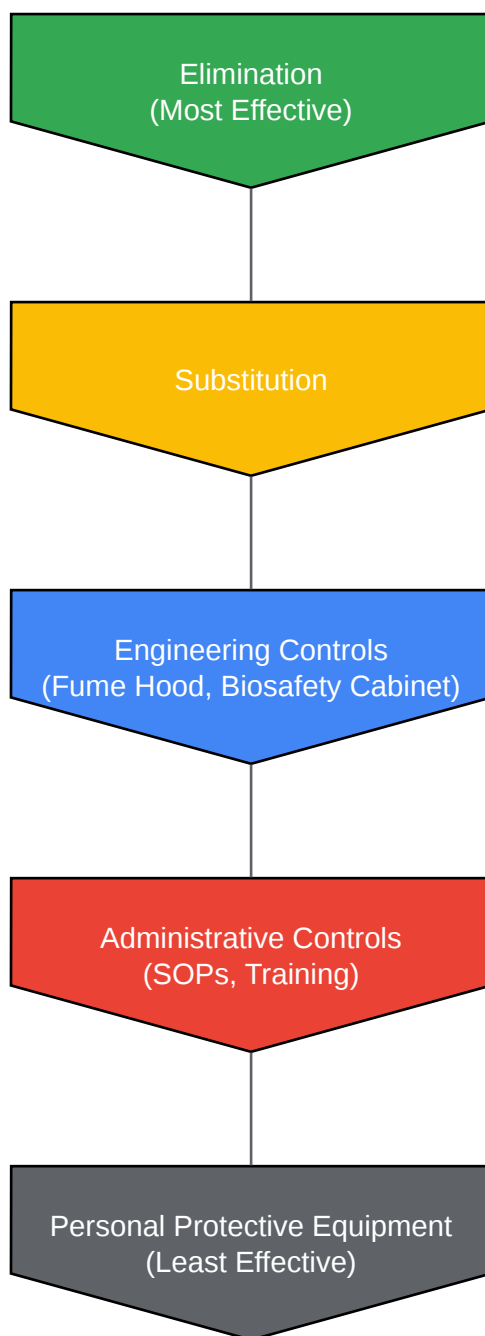 Elimination
(Most Effective)
Substitution
Engineering Controls
(Fume Hood, Biosafety Cabinet)
Administrative Controls
(SOPs, Training)
Personal Protective Equipment
(Least Effective)